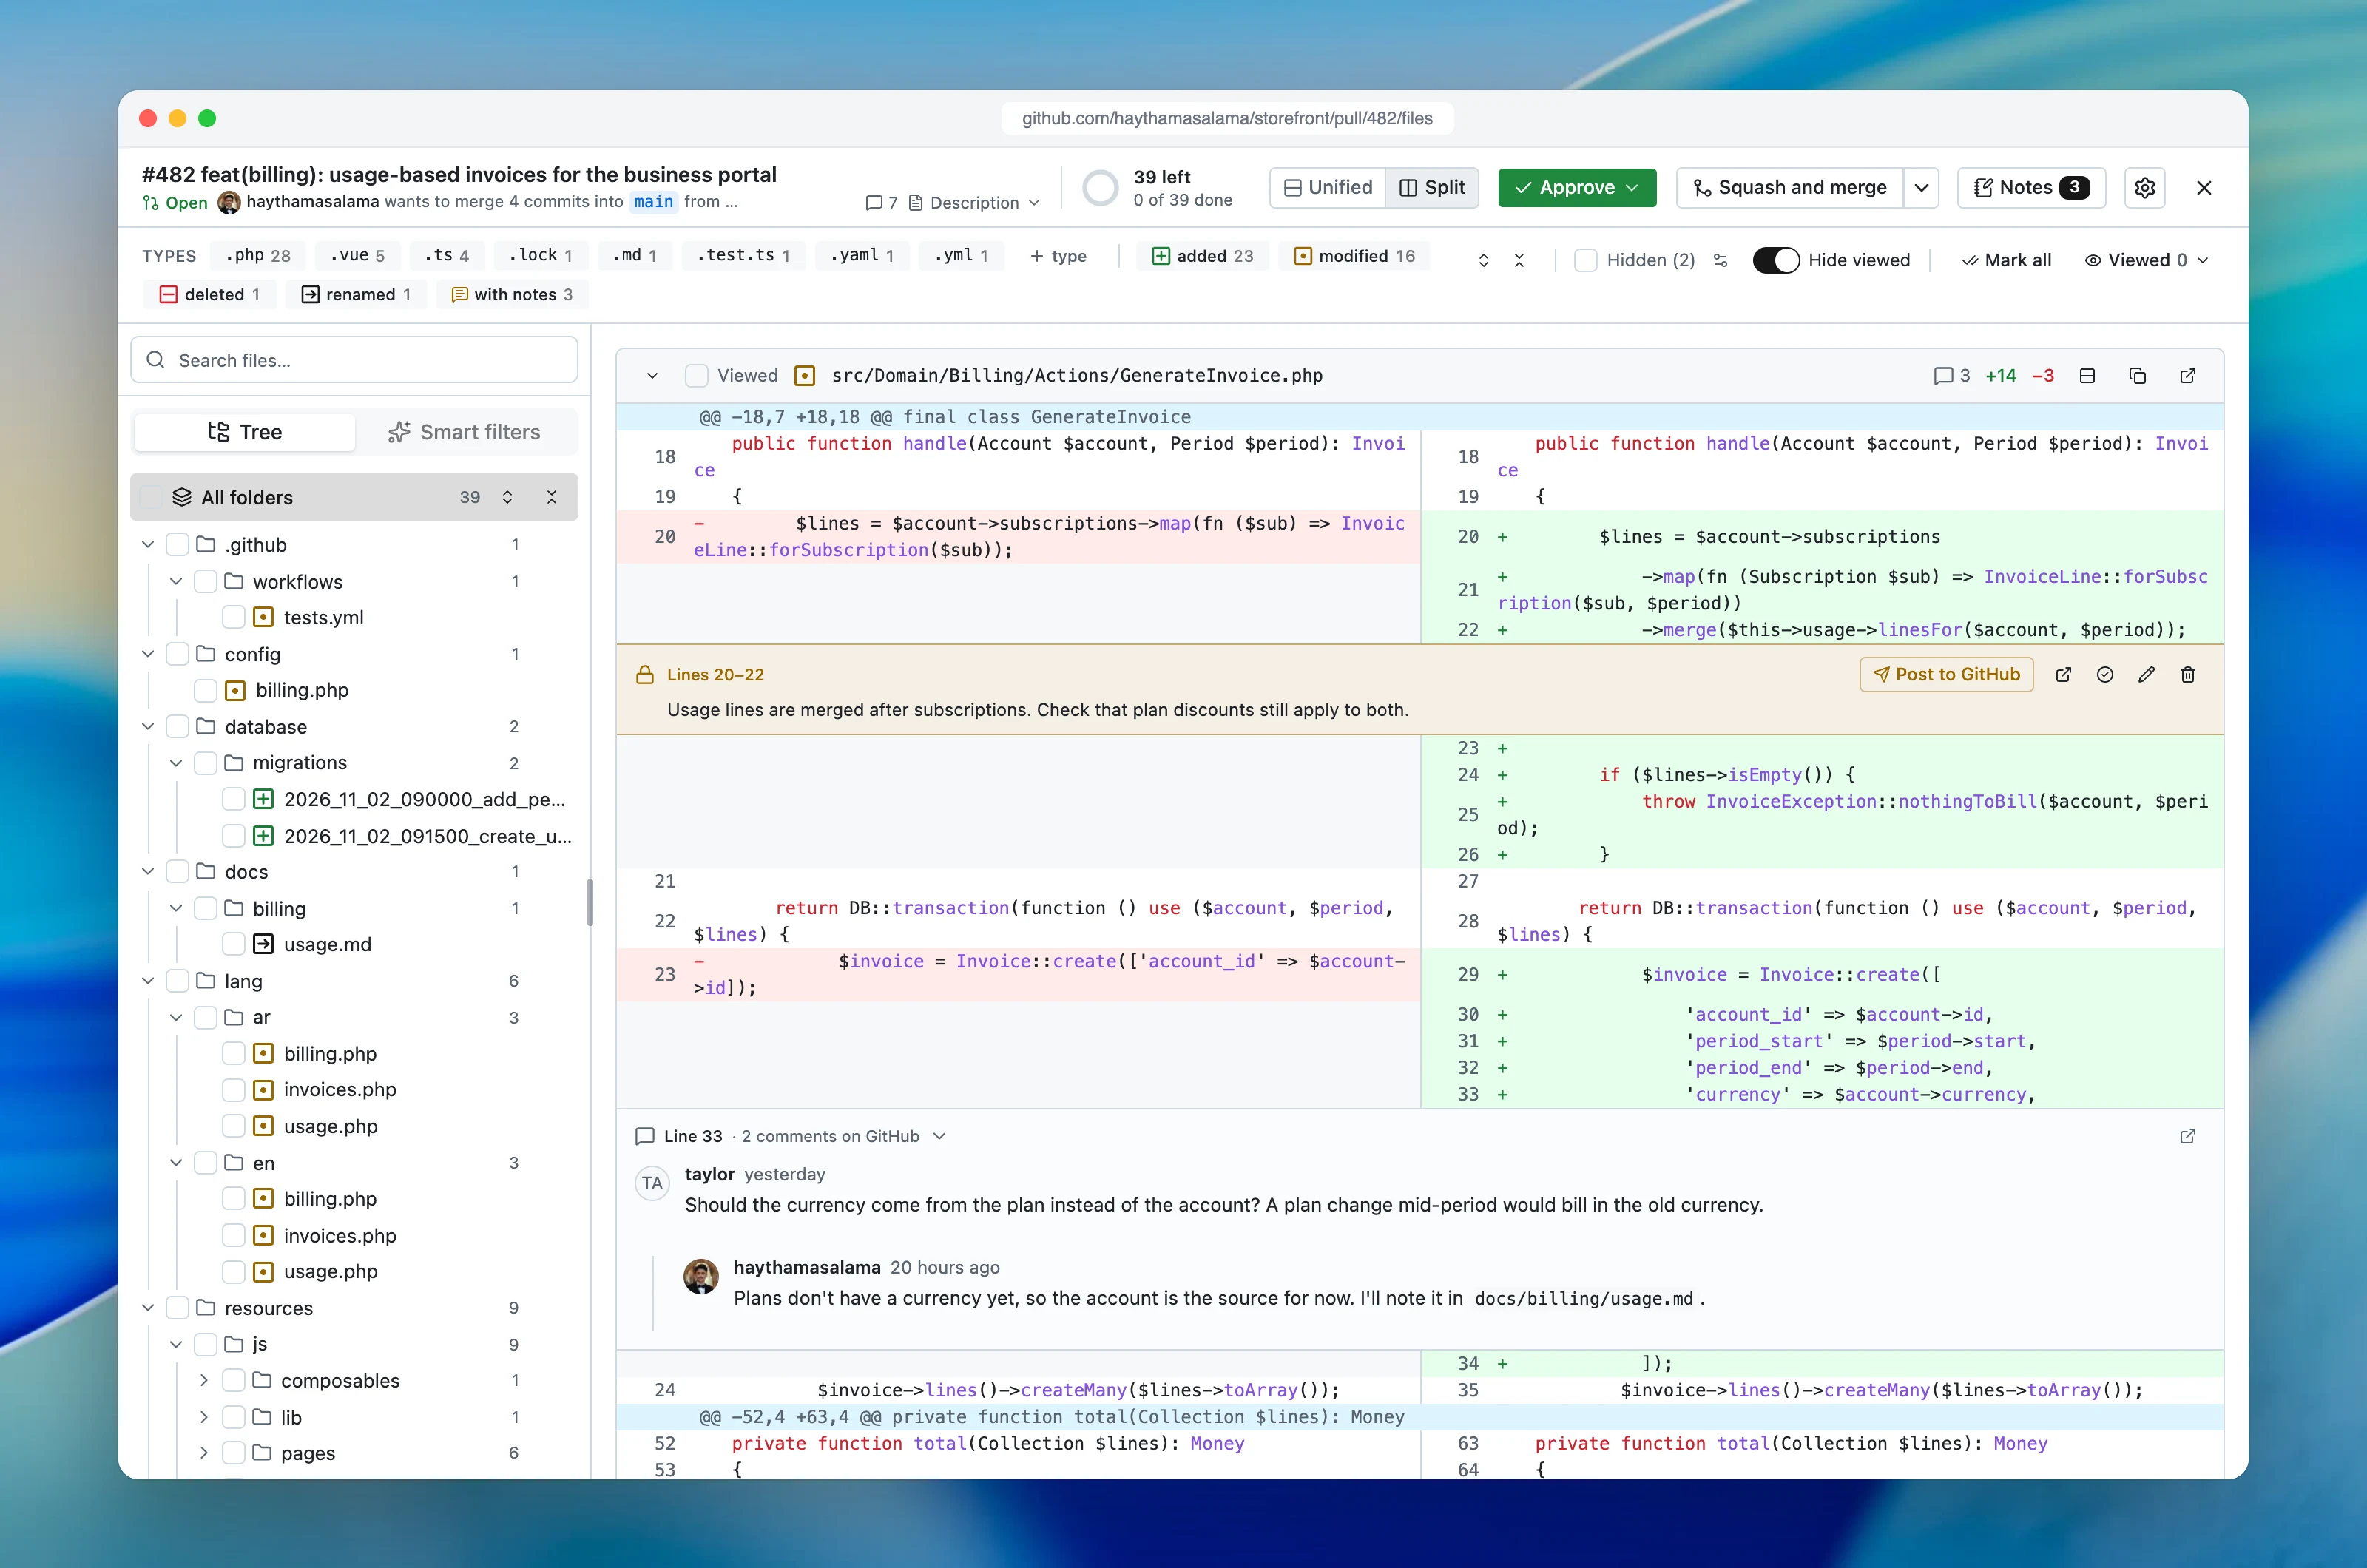 github.com/haythamasalama/storefront/pull/482/files
#482 feat(billing): usage-based invoices for the business portal
Open haythamasalama wants to merge 4 commits into main from ...
7 Description
39 left
0 of 39 done
Unified Split
Approve
Squash and merge
Notes 3
TYPES .php 28 .vue 5 .ts 4 .lock 1 .md 1 .test.ts 1 .yaml 1 .yml 1 + type
added 23 modified 16
Hidden (2) Hide viewed Mark all Viewed 0
deleted 1 renamed 1 with notes 3
Search files...
Tree Smart filters
All folders 39
.github 1
workflows 1
tests.yml
config 1
billing.php
database 2
migrations 2
2026_11_02_090000_add_pe...
2026_11_02_091500_create_u...
docs 1
billing 1
usage.md
lang 6
ar 3
billing.php
invoices.php
usage.php
en 3
billing.php
invoices.php
usage.php
resources 9
js 9
composables 1
lib 1
pages 6
Viewed src/Domain/Billing/Actions/GenerateInvoice.php 3 +14 −3
@@ −18,7 +18,18 @@ final class GenerateInvoice
18 public function handle(Account $account, Period $period): Invoi
ce
19 {
20 − $lines = $account->subscriptions->map(fn ($sub) => Invoic
eLine::forSubscription($sub));
18 public function handle(Account $account, Period $period): Invoi
ce
19 {
20 + $lines = $account->subscriptions
21 + ->map(fn (Subscription $sub) => InvoiceLine::forSubsc
ription($sub, $period))
22 + ->merge($this->usage->linesFor($account, $period));
Lines 20–22
Post to GitHub
Usage lines are merged after subscriptions. Check that plan discounts still apply to both.
21
22 return DB::transaction(function () use ($account, $period,
$lines) {
23 − $invoice = Invoice::create(['account_id' => $account-
>id]);
23 +
24 + if ($lines->isEmpty()) {
25 + throw InvoiceException::nothingToBill($account, $peri
od);
26 + }
27
28 return DB::transaction(function () use ($account, $period,
$lines) {
29 + $invoice = Invoice::create([
30 + 'account_id' => $account->id,
31 + 'period_start' => $period->start,
32 + 'period_end' => $period->end,
33 + 'currency' => $account->currency,
Line 33 · 2 comments on GitHub
TA
taylor yesterday
Should the currency come from the plan instead of the account? A plan change mid-period would bill in the old currency.
haythamasalama 20 hours ago
Plans don't have a currency yet, so the account is the source for now. I'll note it in docs/billing/usage.md .
34 + ]);
24 $invoice->lines()->createMany($lines->toArray());
35 $invoice->lines()->createMany($lines->toArray());
@@ −52,4 +63,4 @@ private function total(Collection $lines): Money
52 private function total(Collection $lines): Money
53 {
63 private function total(Collection $lines): Money
64 {